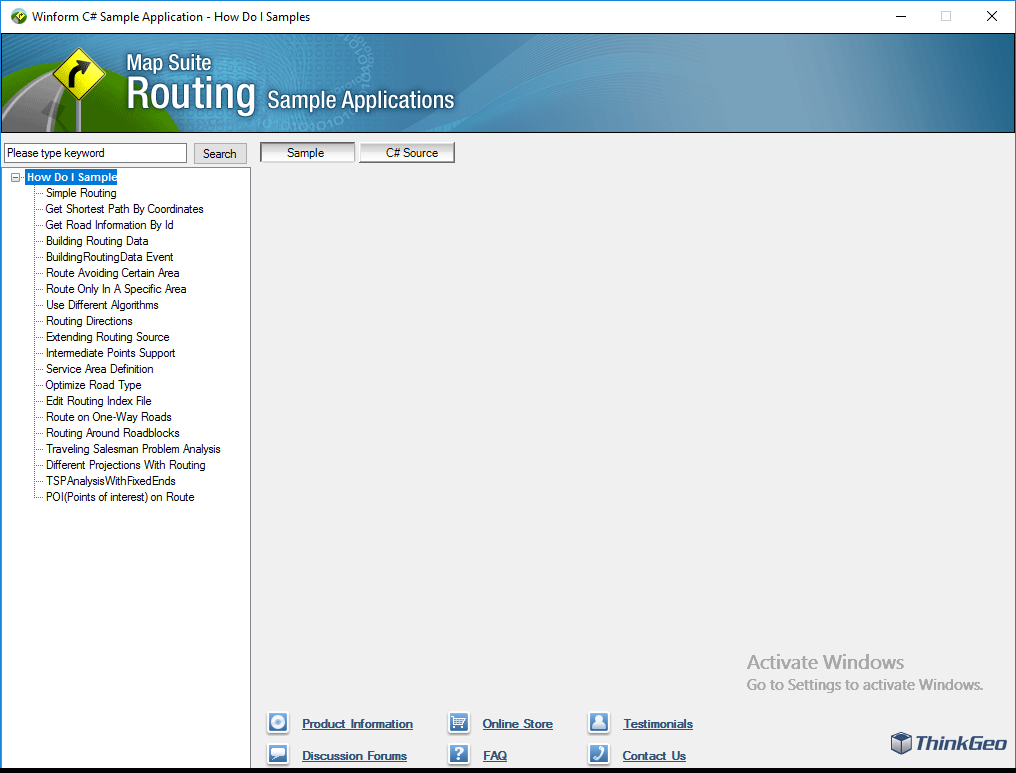 Winform C# Sample Application - How Do I Samples
Map Suite
Routing Sample Applications
Please type keyword
Search
Sample
C# Source
How Do I Sample
Simple Routing
Get Shortest Path By Coordinates
Get Road Information By Id
Building Routing Data
BuildingRoutingData Event
Route Avoiding Certain Area
Route Only In A Specific Area
Use Different Algorithms
Routing Directions
Extending Routing Source
Intermediate Points Support
Service Area Definition
Optimize Road Type
Edit Routing Index File
Route on One-Way Roads
Routing Around Roadblocks
Traveling Salesman Problem Analysis
Different Projections With Routing
TSPAnalysisWithFixedEnds
POI(Points of interest) on Route
Activate Windows
Go to Settings to activate Windows.
Product Information
Online Store
Testimonials
Discussion Forums
FAQ
Contact Us
ThinkGeo